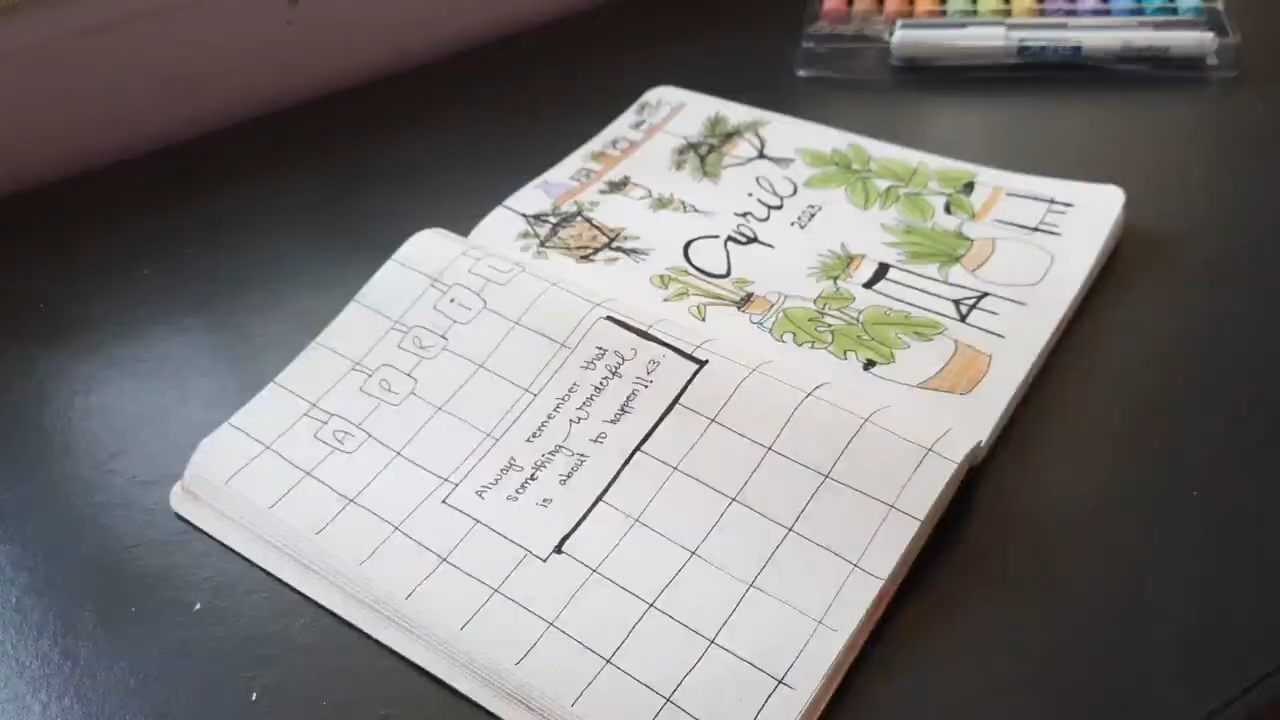 April
2023
A P R I L
Always remember that
something wonderful
is about to happen!! <3.